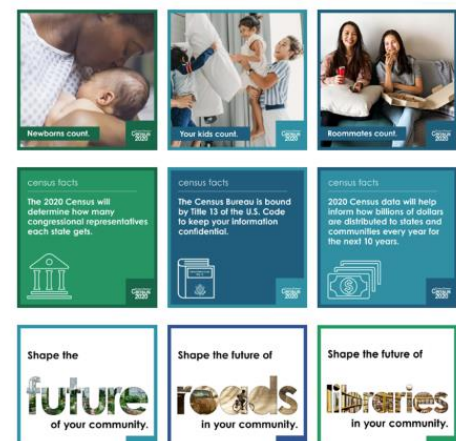 Newborns count.
Census
2020
Your kids count.
Census
2020
Roommates count.
Census
2020
census facts
The 2020 Census will
determine how many
congressional representatives
each state gets.
Census
2020
census facts
The Census Bureau is bound
by Title 13 of the U.S. Code
to keep your information
confidential.
Census
2020
census facts
2020 Census data will help
inform how billions of dollars
are distributed to states and
communities every year for
the next 10 years.
Census
2020
Shape the
future
of your community.
Shape the future of
roads
in your community.
Shape the future of
libraries
in your community.